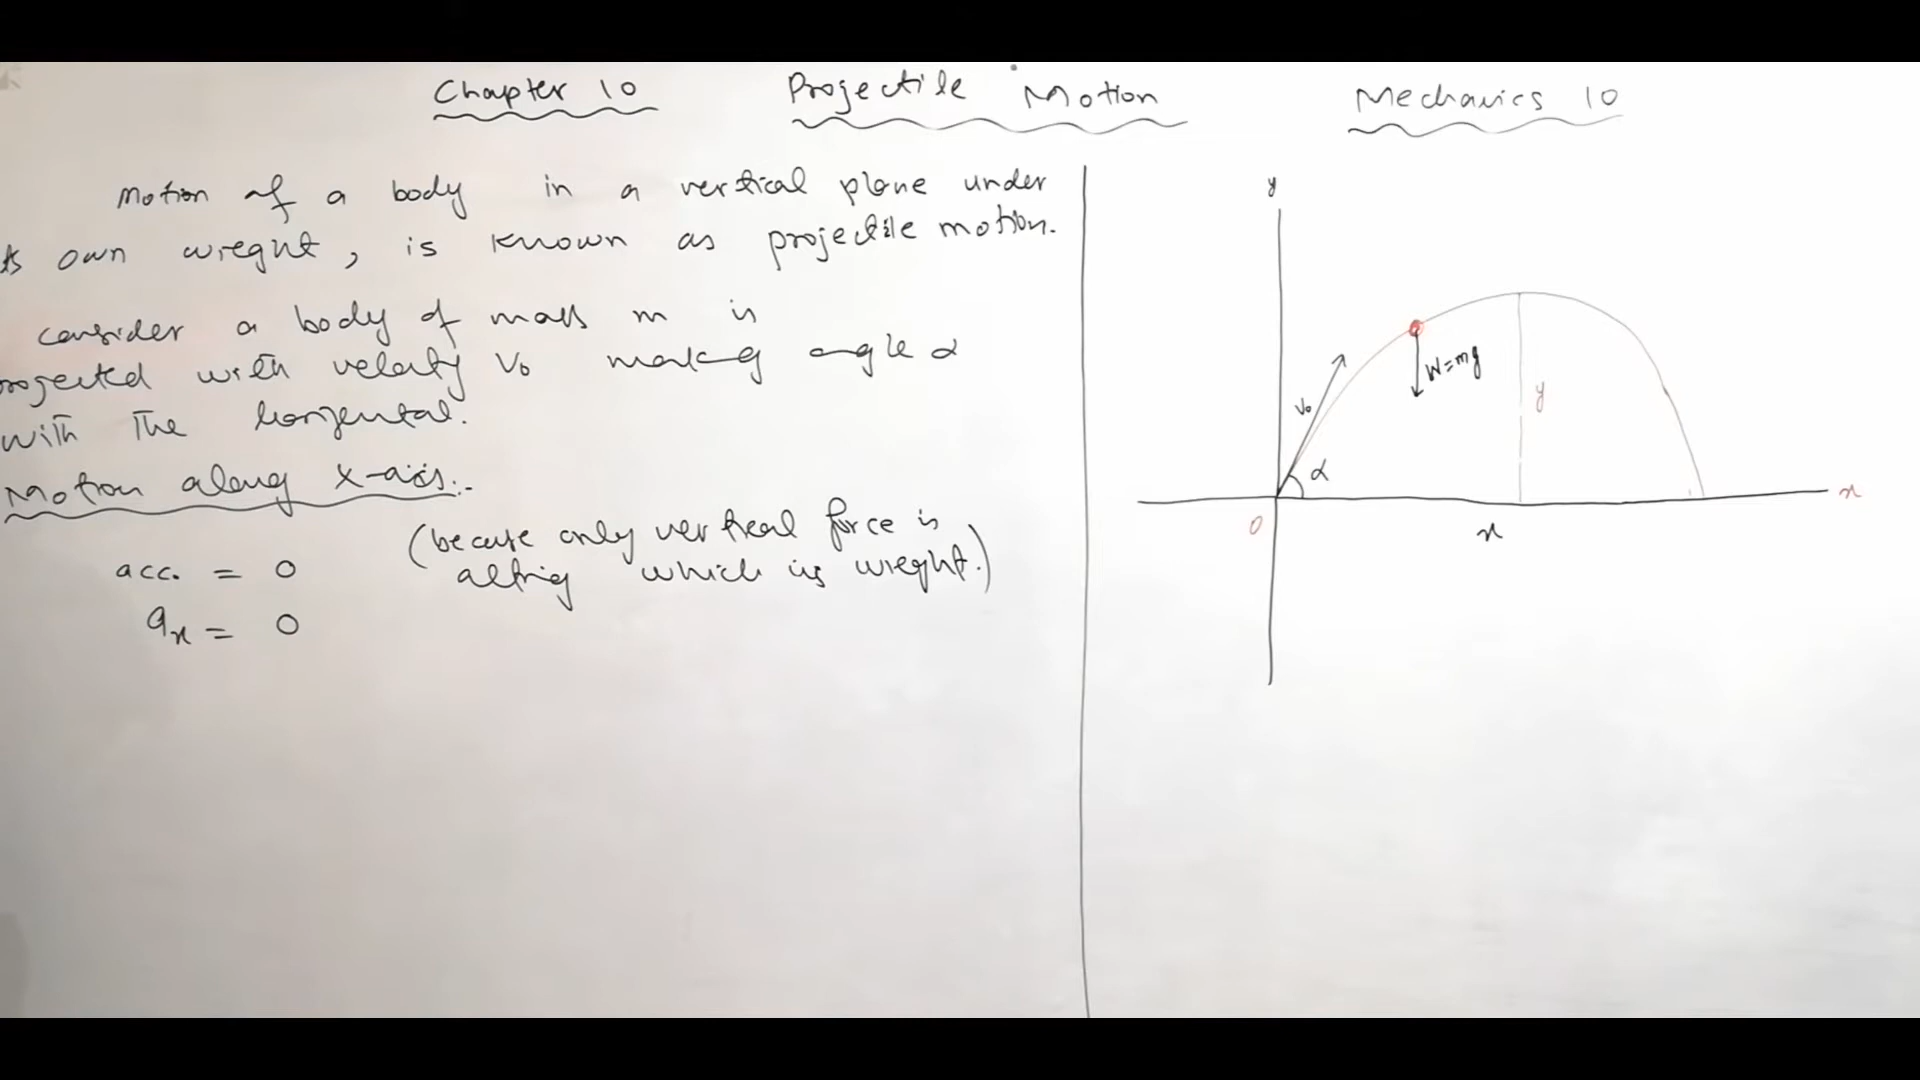 Chapter 10 Projectile Motion Mechanics 10
Motion of a body in a vertical plane under
its own weight, is known as projectile motion.
Consider a body of mass m is
projected with velocity V₀ making angle α
with The horizental.
Motion along X-axis:-
acc. = 0 (because only vertical force is
acting which is weight.)
aₓ = 0
y
W=mg
y
V₀
α
O
x
x